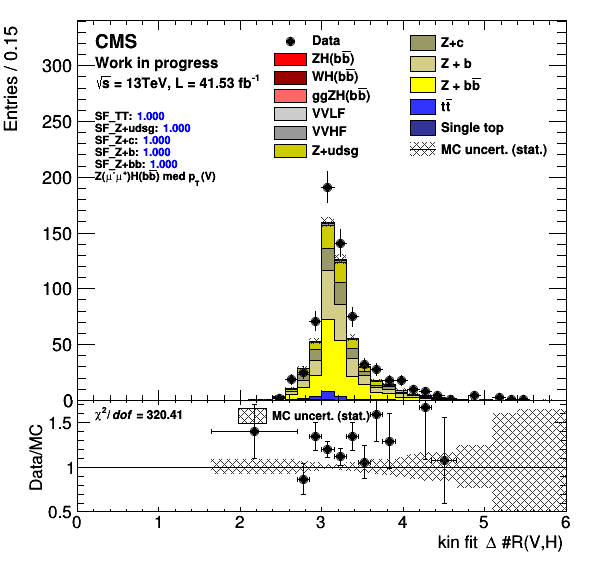 CMS
Work in progress
√s = 13TeV, L = 41.53 fb⁻¹
SF_TT: 1.000
SF_Z+udsg: 1.000
SF_Z+c: 1.000
SF_Z+b: 1.000
SF_Z+bb: 1.000
Z(μ⁻μ⁺)H(bb̅) med p_T(V)
Data
ZH(bb̅)
WH(bb̅)
ggZH(bb̅)
VVLF
VVHF
Z+udsg
Z+c
Z + b
Z + bb̅
tt̅
Single top
MC uncert. (stat.)
Entries / 0.15
300
250
200
150
100
50
0
χ²/ dof = 320.41
MC uncert. (stat.)
Data/MC
1.5
1
0.5
0 1 2 3 4 5 6
kin fit Δ #R(V,H)